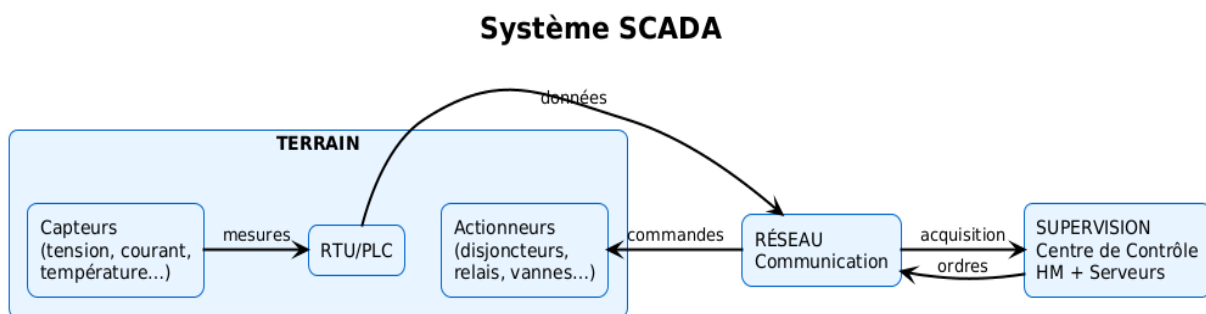 Système SCADA
données
TERRAIN
Capteurs
(tension, courant,
température...)
mesures
RTU/PLC
Actionneurs
(disjoncteurs,
relais, vannes...)
commandes
RÉSEAU
Communication
acquisition
ordres
SUPERVISION
Centre de Contrôle
HM + Serveurs